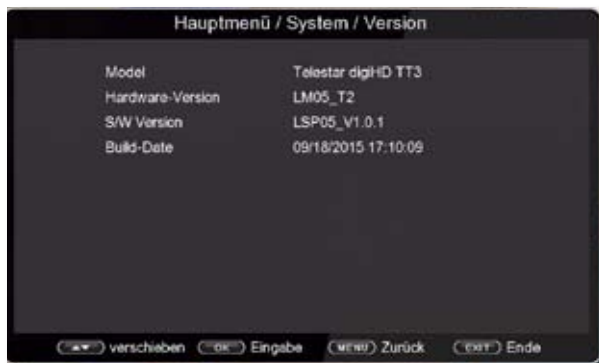 Hauptmenü / System / Version
Model Telestar digiHD TT3
Hardware-Version LM05_T2
S/W Version LSP05_V1.0.1
Build-Date 09/18/2015 17:10:09
▲▼ verschieben OK Eingabe MENU Zurück EXIT Ende